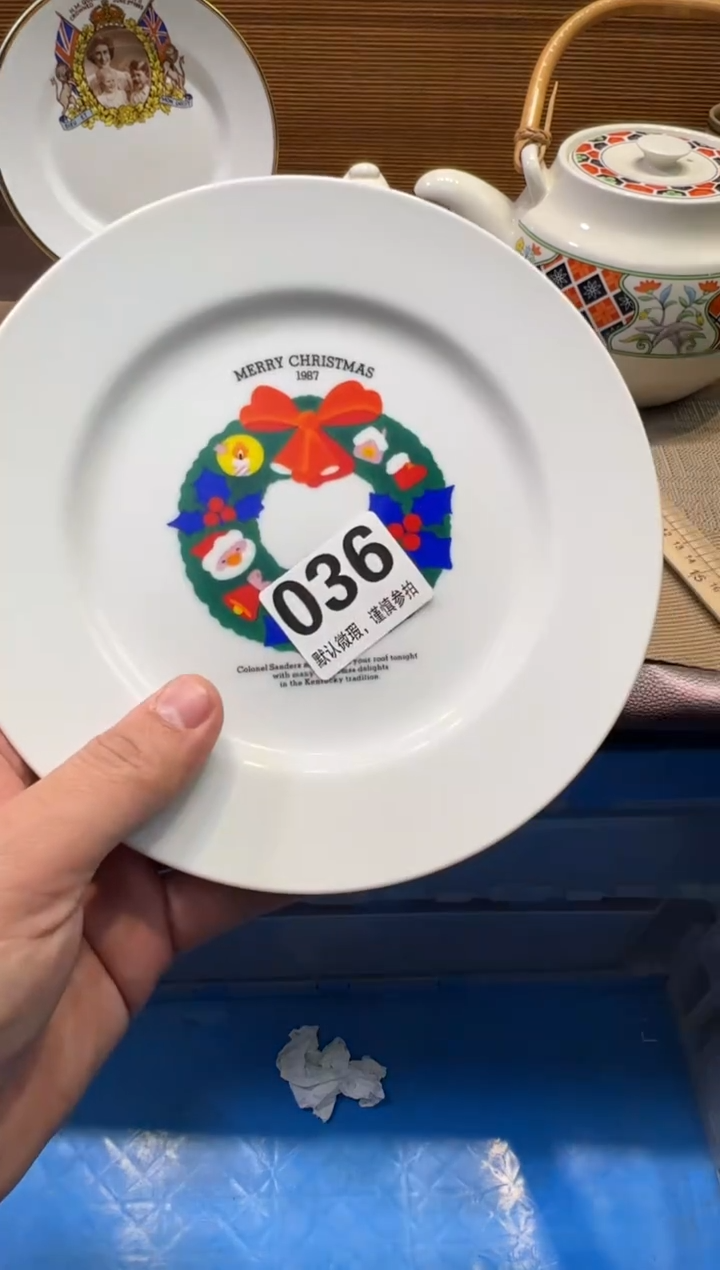 MERRY CHRISTMAS
1987
036
默认微瑕，谨慎参拍
Colonel Sanders your roof tonight
with many delights
in the Kentucky tradition
15